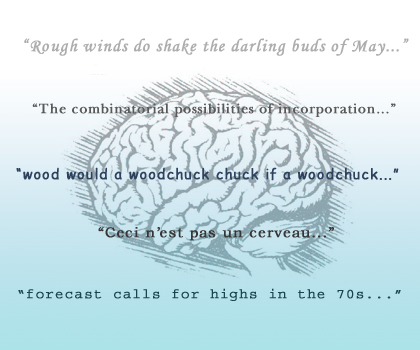 “Rough winds do shake the darling buds of May...”
“The combinatorial possibilities of incorporation...”
“wood would a woodchuck chuck if a woodchuck...”
“Ceci n’est pas un cerveau...”
“forecast calls for highs in the 70s...”